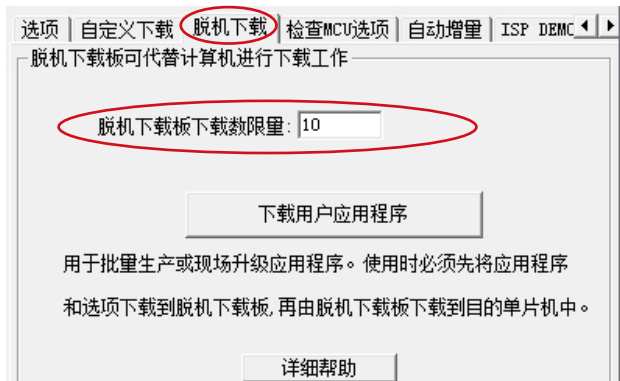 选项 自定义下载 脱机下载 检查MCU选项 自动增量 ISP DEMC
脱机下载板可代替计算机进行下载工作
脱机下载板下载数限量: 10
下载用户应用程序
用于批量生产或现场升级应用程序。使用时必须先将应用程序
和选项下载到脱机下载板,再由脱机下载板下载到目的单片机中。
详细帮助